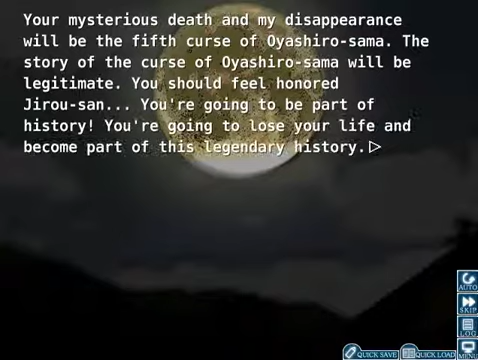 Your mysterious death and my disappearance
will be the fifth curse of Oyashiro-sama. The
story of the curse of Oyashiro-sama will be
legitimate. You should feel honored
Jirou-san... You're going to be part of
history! You're going to lose your life and
become part of this legendary history.
AUTO
SKIP
LOG
MENU
QUICK SAVE
QUICK LOAD